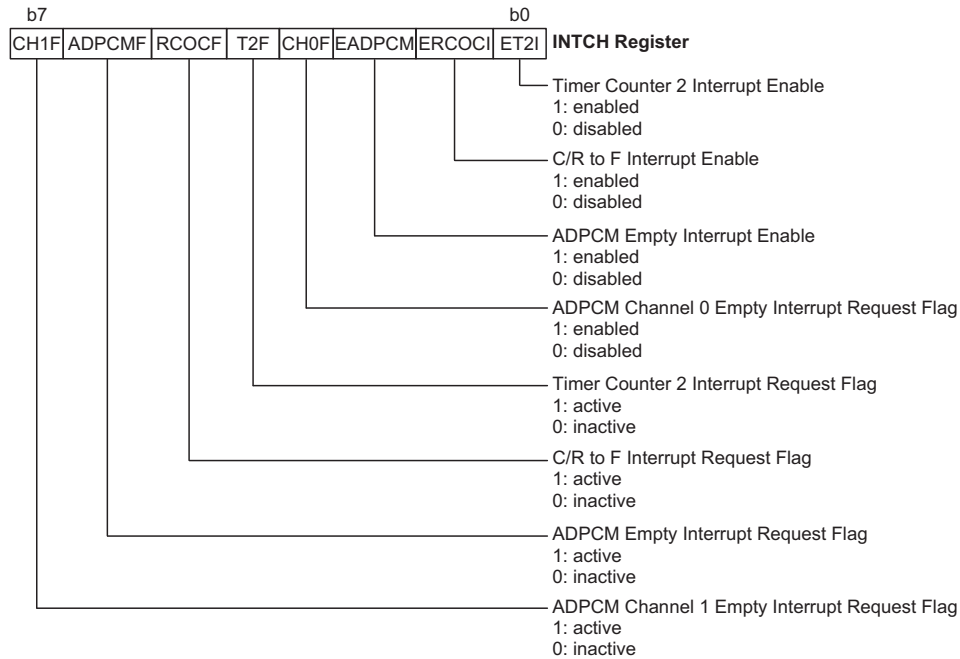 b7 b0
CH1F ADPCMF RCOCF T2F CH0F EADPCM ERCOCI ET2I INTCH Register
Timer Counter 2 Interrupt Enable
1: enabled
0: disabled
C/R to F Interrupt Enable
1: enabled
0: disabled
ADPCM Empty Interrupt Enable
1: enabled
0: disabled
ADPCM Channel 0 Empty Interrupt Request Flag
1: enabled
0: disabled
Timer Counter 2 Interrupt Request Flag
1: active
0: inactive
C/R to F Interrupt Request Flag
1: active
0: inactive
ADPCM Empty Interrupt Request Flag
1: active
0: inactive
ADPCM Channel 1 Empty Interrupt Request Flag
1: active
0: inactive